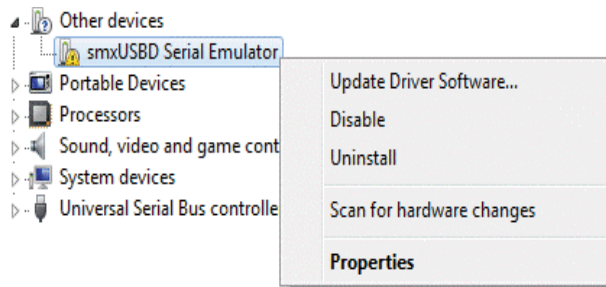 Other devices
smxUSBD Serial Emulator
Portable Devices
Processors
Sound, video and game cont
System devices
Universal Serial Bus controlle
Update Driver Software...
Disable
Uninstall
Scan for hardware changes
Properties